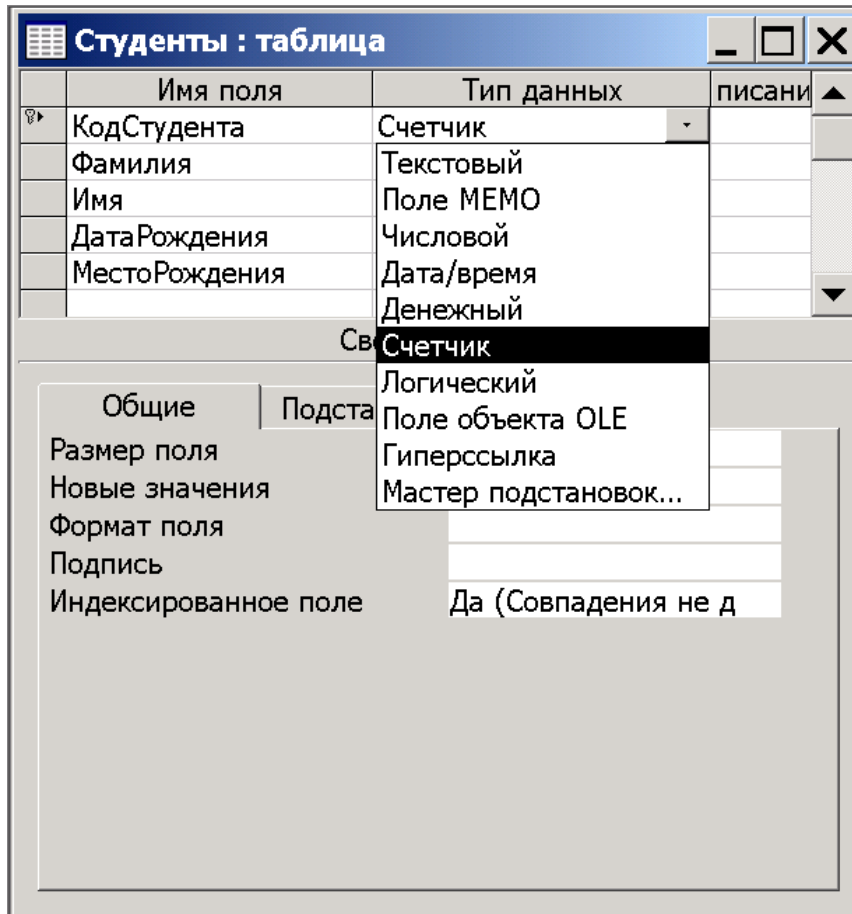 Студенты : таблица
Имя поля Тип данных писани
КодСтудента Счетчик
Фамилия Текстовый
Имя Поле МЕМО
ДатаРождения Числовой
МестоРождения Дата/время
Денежный
Св Счетчик
Общие Подста Логический
Поле объекта OLE
Размер поля Гиперссылка
Новые значения Мастер подстановок...
Формат поля
Подпись
Индексированное поле Да (Совпадения не д